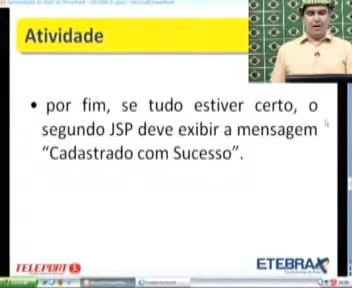 Atividade
• por fim, se tudo estiver certo, o
segundo JSP deve exibir a mensagem
“Cadastrado com Sucesso”.
TELEPORT
ETEBRAX